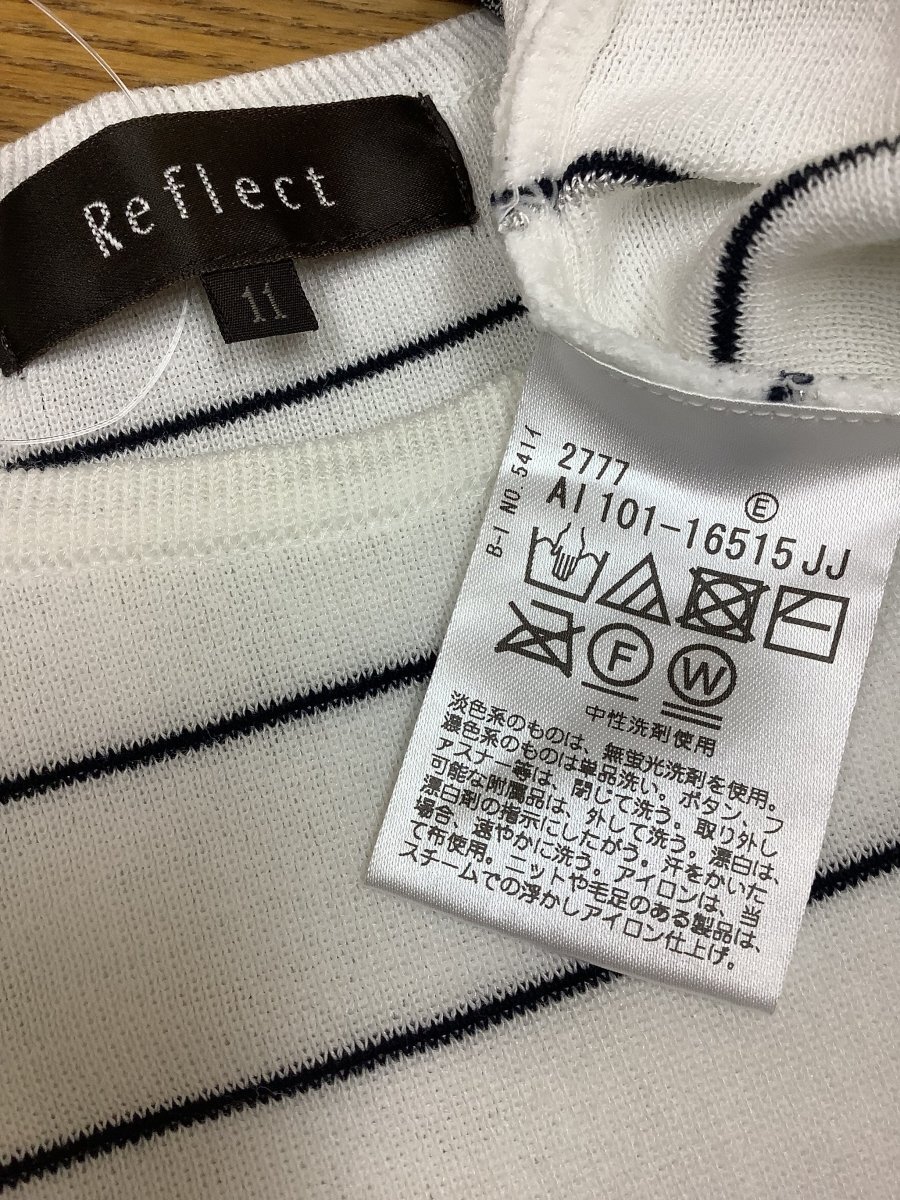 Reflect
11
B-I NO. 5414
2777
E
AI 101-16515JJ
F
W
中性洗剤使用
淡色系のものは、無蛍光洗剤を使用。
濃色系のものは単品洗い。ボタン、フ
ァスナー等は、閉じて洗う。取り外し
可能な附属品は、外して洗う。漂白は、
漂白剤の指示にしたがう。汗をかいた
場合、速やかに洗う。アイロンは、当
て布使用。ニットや毛足のある製品は、
スチームでの浮かしアイロン仕上げ。